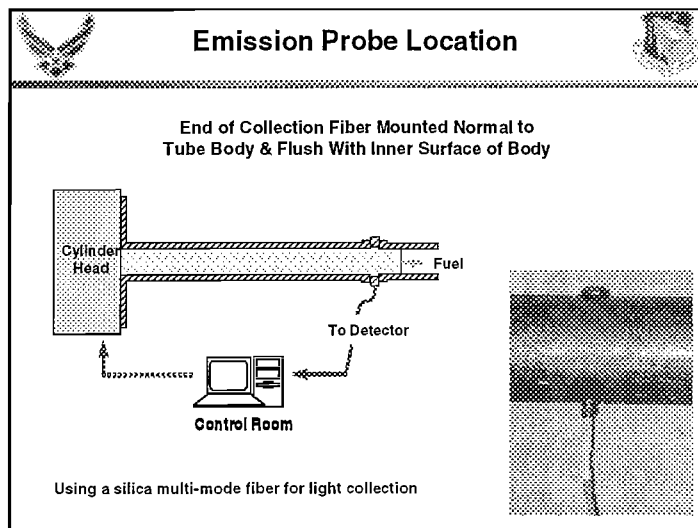 Emission Probe Location
End of Collection Fiber Mounted Normal to
Tube Body & Flush With Inner Surface of Body
Cylinder
Head
Fuel
To Detector
Control Room
Using a silica multi-mode fiber for light collection